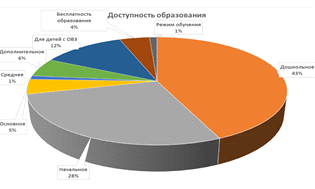 Доступность образования
Бесплатность
образования
4%
Режим обучения
1%
Для детей с ОВЗ
12%
Дополнительное
6%
Дошкольное
43%
Среднее
1%
Основное
5%
Начальное
28%